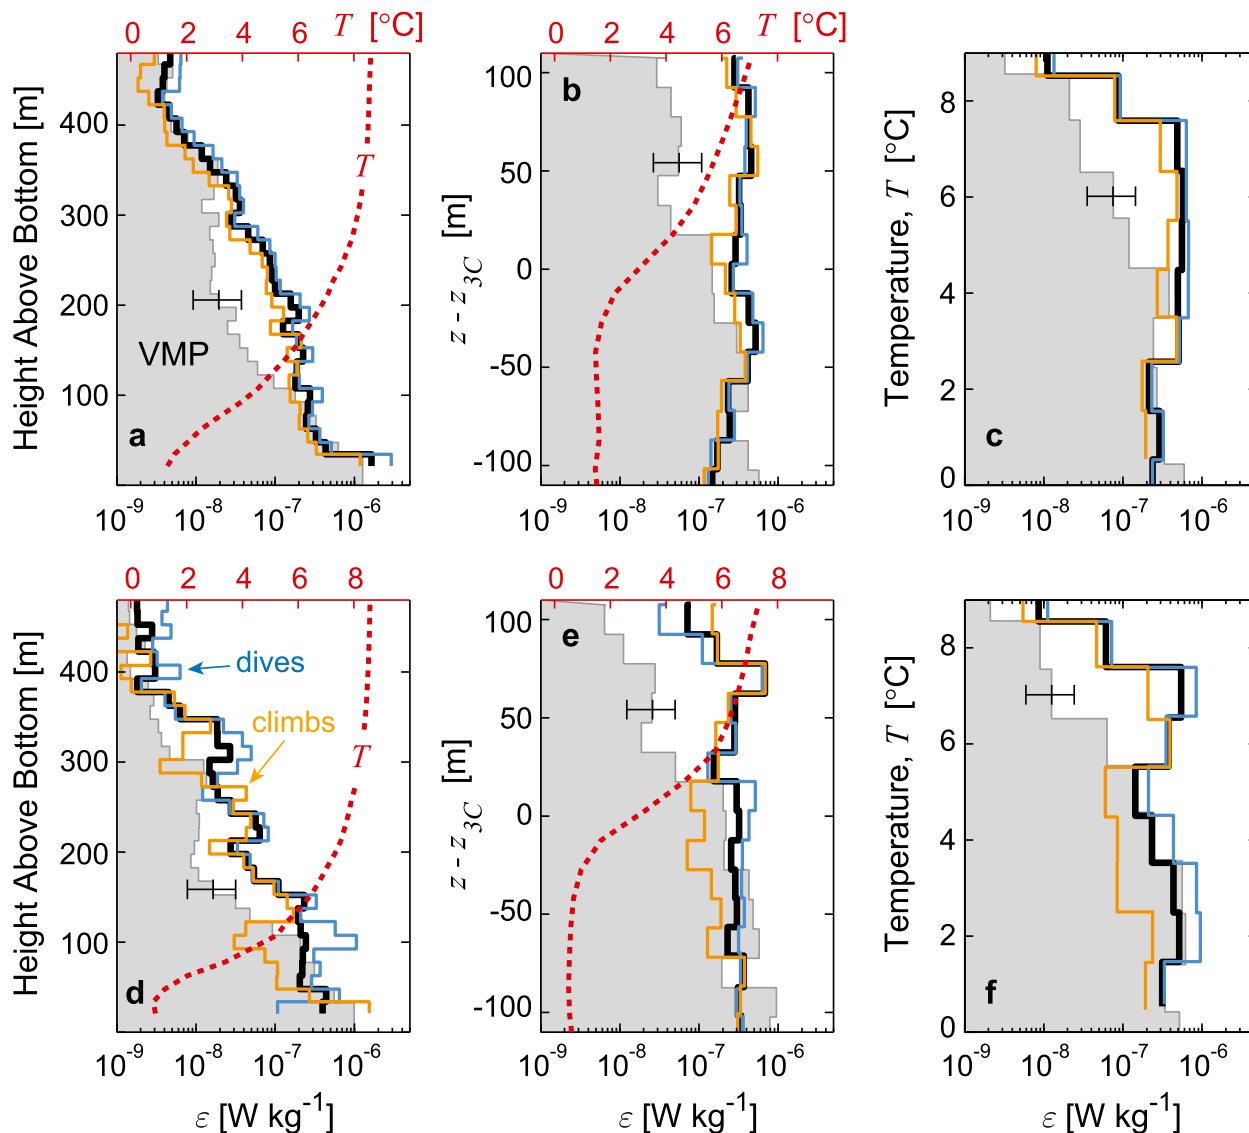 0 2 4 6 T [°C]
0 2 4 6 T [°C]
Height Above Bottom [m]
400
300
200
100
T
VMP
a
10-9 10-8 10-7 10-6
z - z3C [m]
100
50
0
-50
-100
b
10-9 10-8 10-7 10-6
Temperature, T [°C]
8
6
4
2
0
c
10-9 10-8 10-7 10-6
0 2 4 6 8
0 2 4 6 8
Height Above Bottom [m]
400
300
200
100
dives
climbs
T
d
10-9 10-8 10-7 10-6
ε [W kg-1]
z - z3C [m]
100
50
0
-50
-100
e
10-9 10-8 10-7 10-6
ε [W kg-1]
Temperature, T [°C]
8
6
4
2
0
f
10-9 10-8 10-7 10-6
ε [W kg-1]